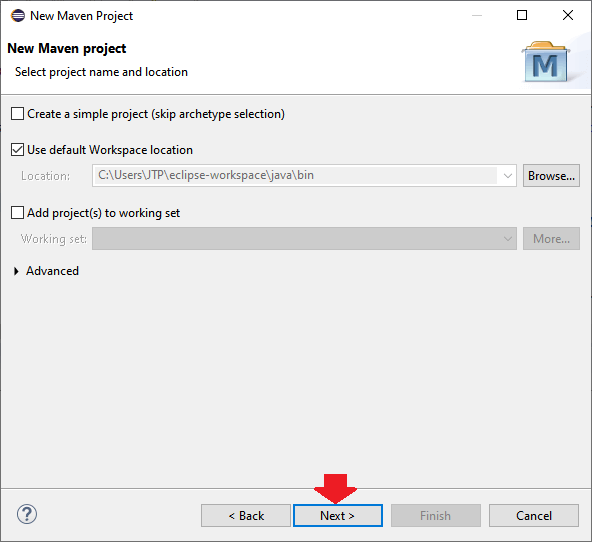 New Maven Project
New Maven project
Select project name and location
M
Create a simple project (skip archetype selection)
Use default Workspace location
Location: C:\Users\JTP\eclipse-workspace\java\bin Browse...
Add project(s) to working set
Working set: More...
Advanced
? < Back Next > Finish Cancel